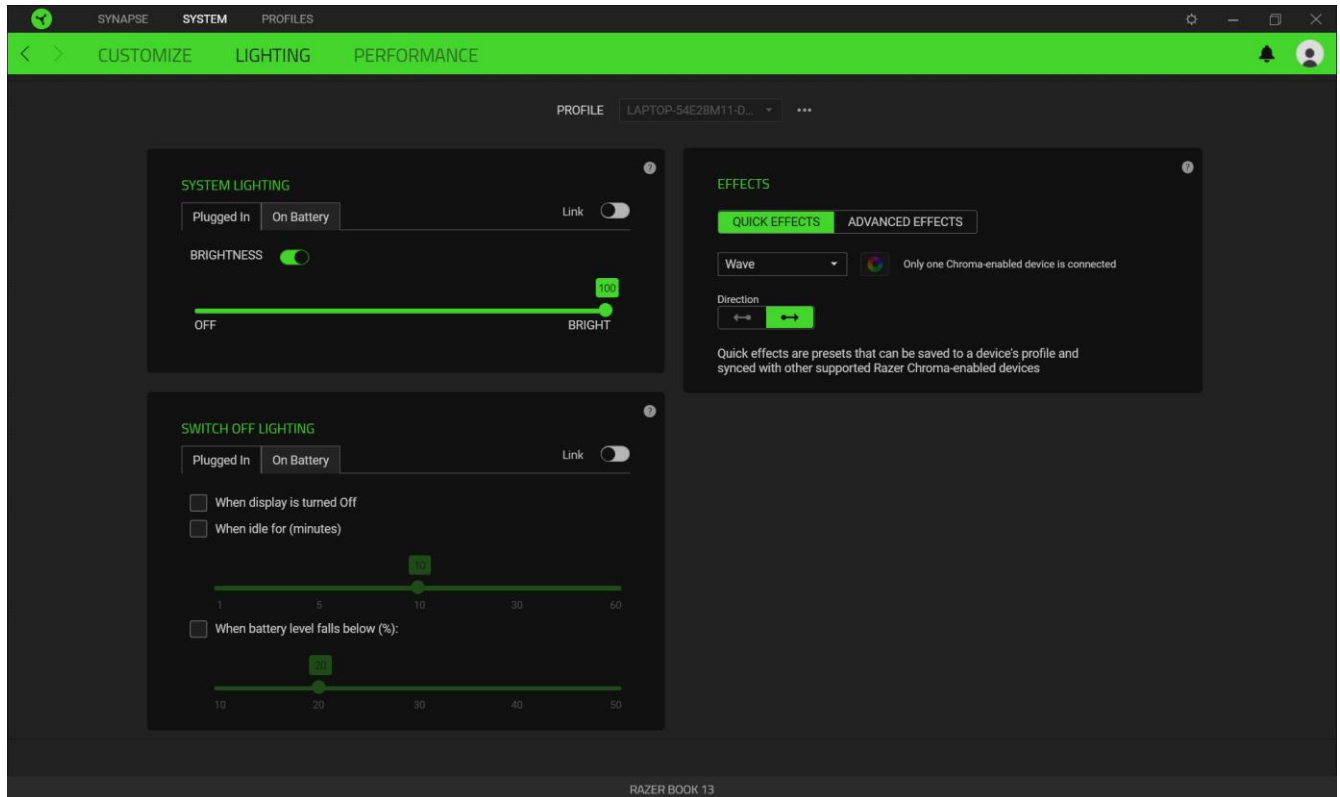 SYNAPSE SYSTEM PROFILES
CUSTOMIZE LIGHTING PERFORMANCE
PROFILE LAPTOP-54E28M11-D... •••
SYSTEM LIGHTING
?
Plugged In On Battery
Link
BRIGHTNESS
100
OFF BRIGHT
EFFECTS
?
QUICK EFFECTS ADVANCED EFFECTS
Wave
Only one Chroma-enabled device is connected
Direction
Quick effects are presets that can be saved to a device's profile and
synced with other supported Razer Chroma-enabled devices
SWITCH OFF LIGHTING
?
Plugged In On Battery
Link
When display is turned Off
When idle for (minutes)
10
1 5 10 30 60
When battery level falls below (%):
20
10 20 30 40 50
RAZER BOOK 13